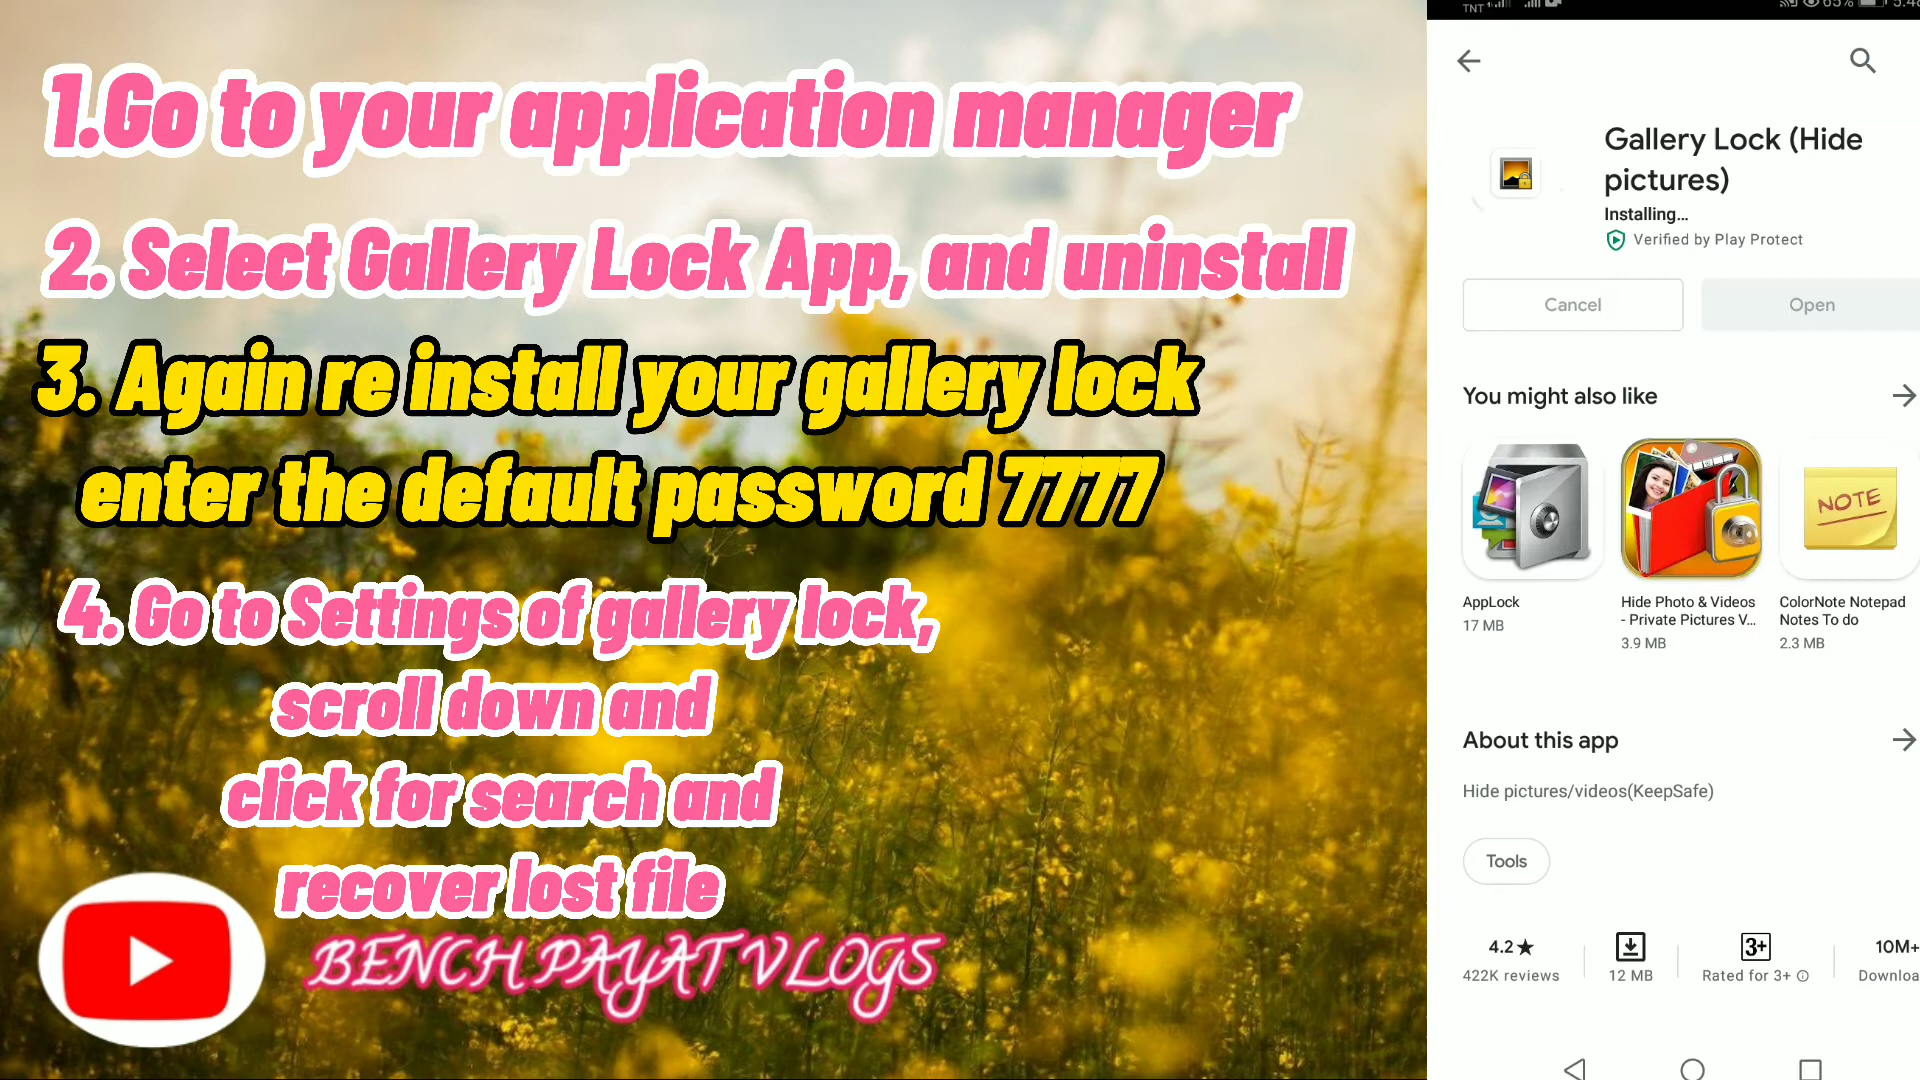 1.Go to your application manager
2. Select Gallery Lock App, and uninstall
3. Again re install your gallery lock
enter the default password 7777
4. Go to Settings of gallery lock,
scroll down and
click for search and
recover lost file
BENCH PAYAT VLOGS
TNT
65%
Gallery Lock (Hide
pictures)
Installing...
Verified by Play Protect
Cancel Open
You might also like
NOTE
AppLock
17 MB
Hide Photo & Videos
- Private Pictures V...
3.9 MB
ColorNote Notepad
Notes To do
2.3 MB
About this app
Hide pictures/videos(KeepSafe)
Tools
4.2★
422K reviews
12 MB
3+
Rated for 3+
10M+
Downloa